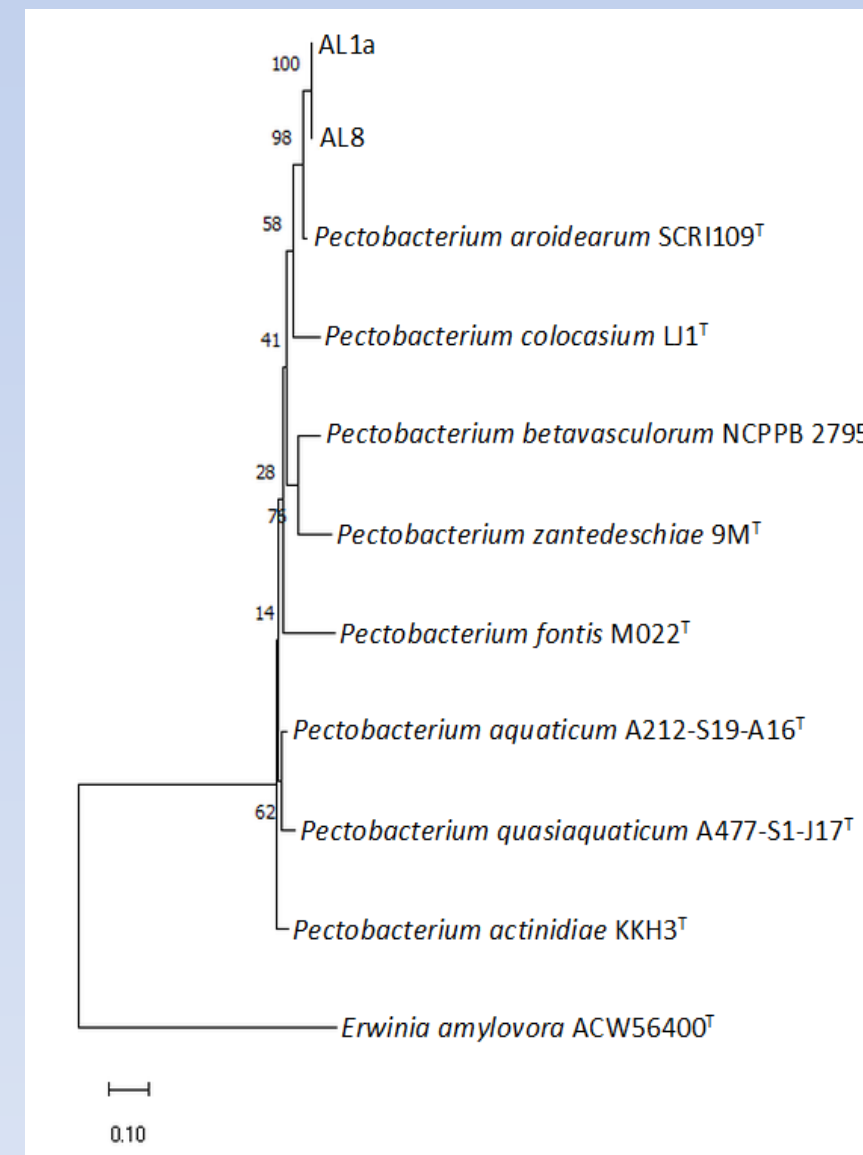 AL1a
100
98
AL8
58
Pectobacterium aroidearum SCRI109ᵀ
41
Pectobacterium colocasium LJ1ᵀ
Pectobacterium betavasculorum NCPPB 2795
28
75
Pectobacterium zantedeschiae 9Mᵀ
14
Pectobacterium fontis M022ᵀ
Pectobacterium aquaticum A212-S19-A16ᵀ
62
Pectobacterium quasiaquaticum A477-S1-J17ᵀ
Pectobacterium actinidiae KKH3ᵀ
Erwinia amylovora ACW56400ᵀ
0.10